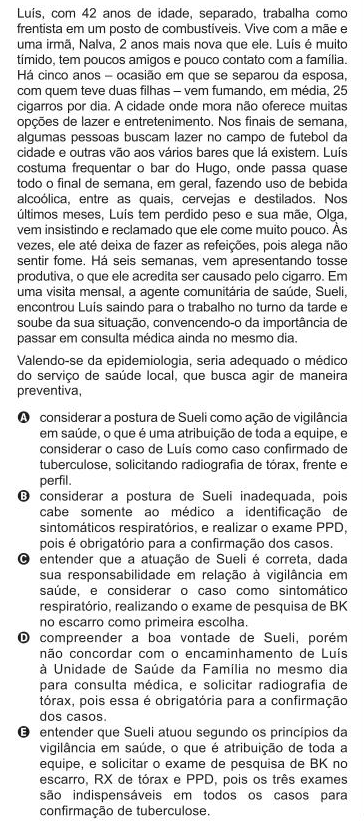 Luís, com 42 anos de idade, separado, trabalha como
frentista em um posto de combustíveis. Vive com a mãe e
uma irmã, Nalva, 2 anos mais nova que ele. Luís é muito
tímido, tem poucos amigos e pouco contato com a família.
Há cinco anos – ocasião em que se separou da esposa,
com quem teve duas filhas – vem fumando, em média, 25
cigarros por dia. A cidade onde mora não oferece muitas
opções de lazer e entretenimento. Nos finais de semana,
algumas pessoas buscam lazer no campo de futebol da
cidade e outras vão aos vários bares que lá existem. Luís
costuma frequentar o bar do Hugo, onde passa quase
todo o final de semana, em geral, fazendo uso de bebida
alcoólica, entre as quais, cervejas e destilados. Nos
últimos meses, Luís tem perdido peso e sua mãe, Olga,
vem insistindo e reclamado que ele come muito pouco. Às
vezes, ele até deixa de fazer as refeições, pois alega não
sentir fome. Há seis semanas, vem apresentando tosse
produtiva, o que ele acredita ser causado pelo cigarro. Em
uma visita mensal, a agente comunitária de saúde, Sueli,
encontrou Luís saindo para o trabalho no turno da tarde e
soube da sua situação, convencendo-o da importância de
passar em consulta médica ainda no mesmo dia.
Valendo-se da epidemiologia, seria adequado o médico
do serviço de saúde local, que busca agir de maneira
preventiva,
A considerar a postura de Sueli como ação de vigilância
em saúde, o que é uma atribuição de toda a equipe, e
considerar o caso de Luís como caso confirmado de
tuberculose, solicitando radiografia de tórax, frente e
perfil.
B considerar a postura de Sueli inadequada, pois
cabe somente ao médico a identificação de
sintomáticos respiratórios, e realizar o exame PPD,
pois é obrigatório para a confirmação dos casos.
C entender que a atuação de Sueli é correta, dada
sua responsabilidade em relação à vigilância em
saúde, e considerar o caso como sintomático
respiratório, realizando o exame de pesquisa de BK
no escarro como primeira escolha.
D compreender a boa vontade de Sueli, porém
não concordar com o encaminhamento de Luís
à Unidade de Saúde da Família no mesmo dia
para consulta médica, e solicitar radiografia de
tórax, pois essa é obrigatória para a confirmação
dos casos.
E entender que Sueli atuou segundo os princípios da
vigilância em saúde, o que é atribuição de toda a
equipe, e solicitar o exame de pesquisa de BK no
escarro, RX de tórax e PPD, pois os três exames
são indispensáveis em todos os casos para
confirmação de tuberculose.